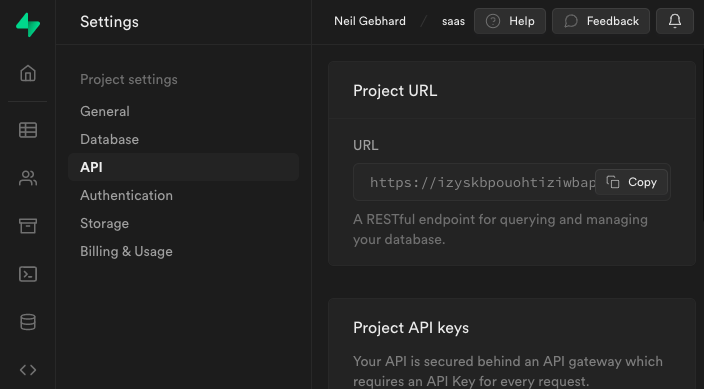 Settings
Neil Gebhard / saas
Help
Feedback
Project settings
General
Database
API
Authentication
Storage
Billing & Usage
Project URL
URL
https://izyskbpouohtiziwbap
Copy
A RESTful endpoint for querying and managing
your database.
Project API keys
Your API is secured behind an API gateway which
requires an API Key for every request.